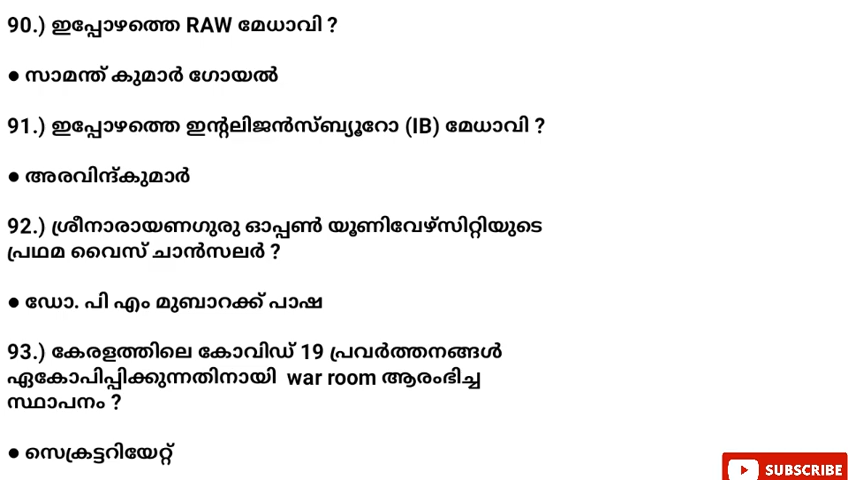 90.) ഇപ്പോഴത്തെ RAW മേധാവി ?
● സാമന്ത് കുമാർ ഗോയൽ
91.) ഇപ്പോഴത്തെ ഇന്റലിജൻസ്ബ്യൂറോ (IB) മേധാവി ?
● അരവിന്ദ്കുമാർ
92.) ശ്രീനാരായണഗുരു ഓപ്പൺ യൂണിവേഴ്സിറ്റിയുടെ
പ്രഥമ വൈസ് ചാൻസലർ ?
● ഡോ. പി എം മുബാറക്ക് പാഷ
93.) കേരളത്തിലെ കോവിഡ് 19 പ്രവർത്തനങ്ങൾ
ഏകോപിപ്പിക്കുന്നതിനായി war room ആരംഭിച്ച
സ്ഥാപനം ?
● സെക്രട്ടറിയേറ്റ്
SUBSCRIBE